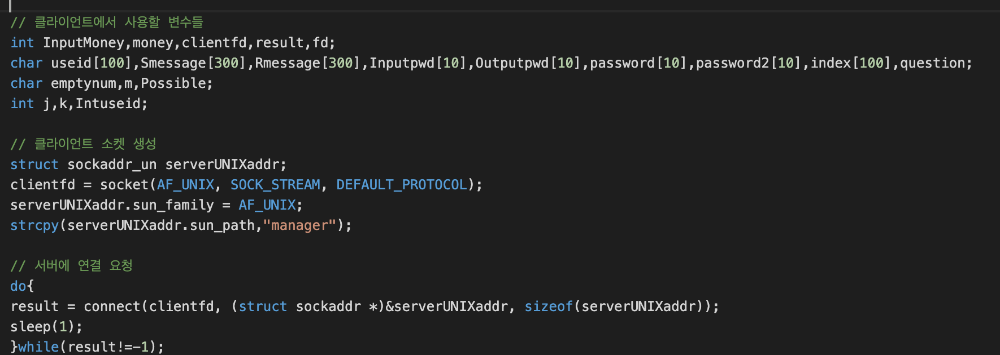 // 클라이언트에서 사용할 변수들
int InputMoney,money,clientfd,result,fd;
char useid[100],Smessage[300],Rmessage[300],Inputpwd[10],Outputpwd[10],password[10],password2[10],index[100],question;
char emptynum,m,Possible;
int j,k,Intuseid;
// 클라이언트 소켓 생성
struct sockaddr_un serverUNIXaddr;
clientfd = socket(AF_UNIX, SOCK_STREAM, DEFAULT_PROTOCOL);
serverUNIXaddr.sun_family = AF_UNIX;
strcpy(serverUNIXaddr.sun_path,"manager");
// 서버에 연결 요청
do{
result = connect(clientfd, (struct sockaddr *)&serverUNIXaddr, sizeof(serverUNIXaddr));
sleep(1);
}while(result!=-1);